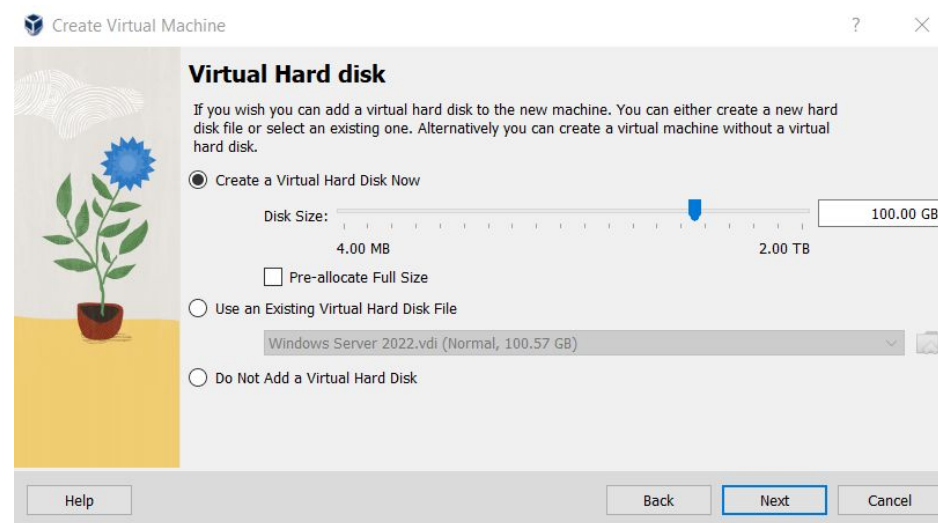 Create Virtual Machine
?
Virtual Hard disk
If you wish you can add a virtual hard disk to the new machine. You can either create a new hard
disk file or select an existing one. Alternatively you can create a virtual machine without a virtual
hard disk.
Create a Virtual Hard Disk Now
Disk Size:
100.00 GB
4.00 MB
2.00 TB
Pre-allocate Full Size
Use an Existing Virtual Hard Disk File
Windows Server 2022.vdi (Normal, 100.57 GB)
Do Not Add a Virtual Hard Disk
Help
Back
Next
Cancel